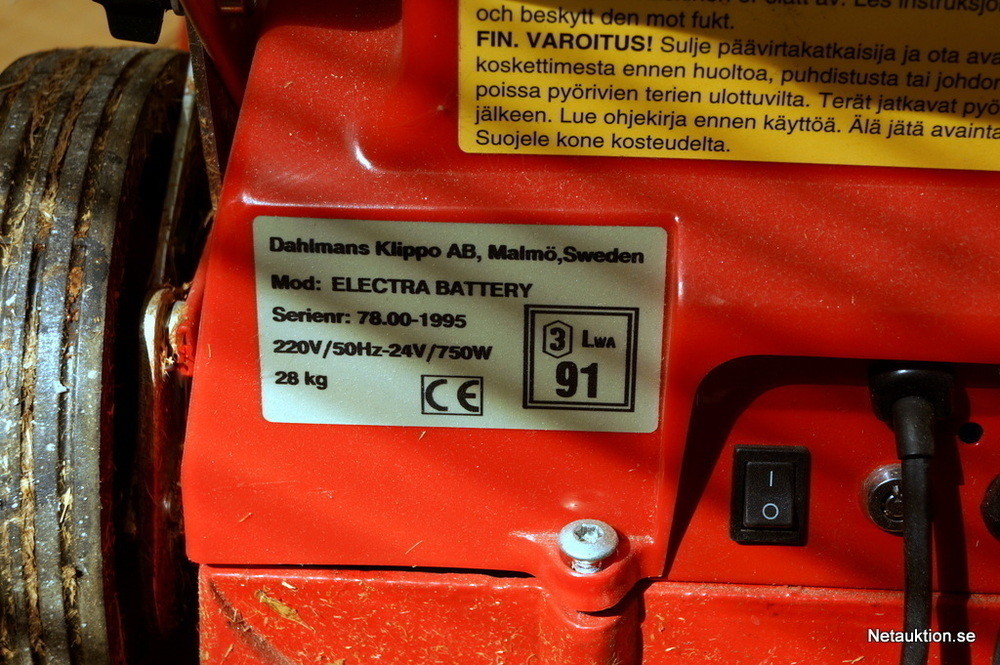 og beskytt den mot fukt.
FIN. VAROITUS! Sulje päävirtakatkaisija ja ota
koskettimesta ennen huoltoa, puhdistusta tai
poissa pyörivien terien ulottuvilta. Terät jatkavat
jälkeen. Lue ohjekirja ennen käyttöä. Älä jätä
Suojele kone kosteudelta.
Dahlmans Klippo AB, Malmö,Sweden
Mod: ELECTRA BATTERY
Serienr: 78.00-1995
220V/50Hz-24V/750W
28 kg
CE
3 LWA
91
I
O
Netauktion.se